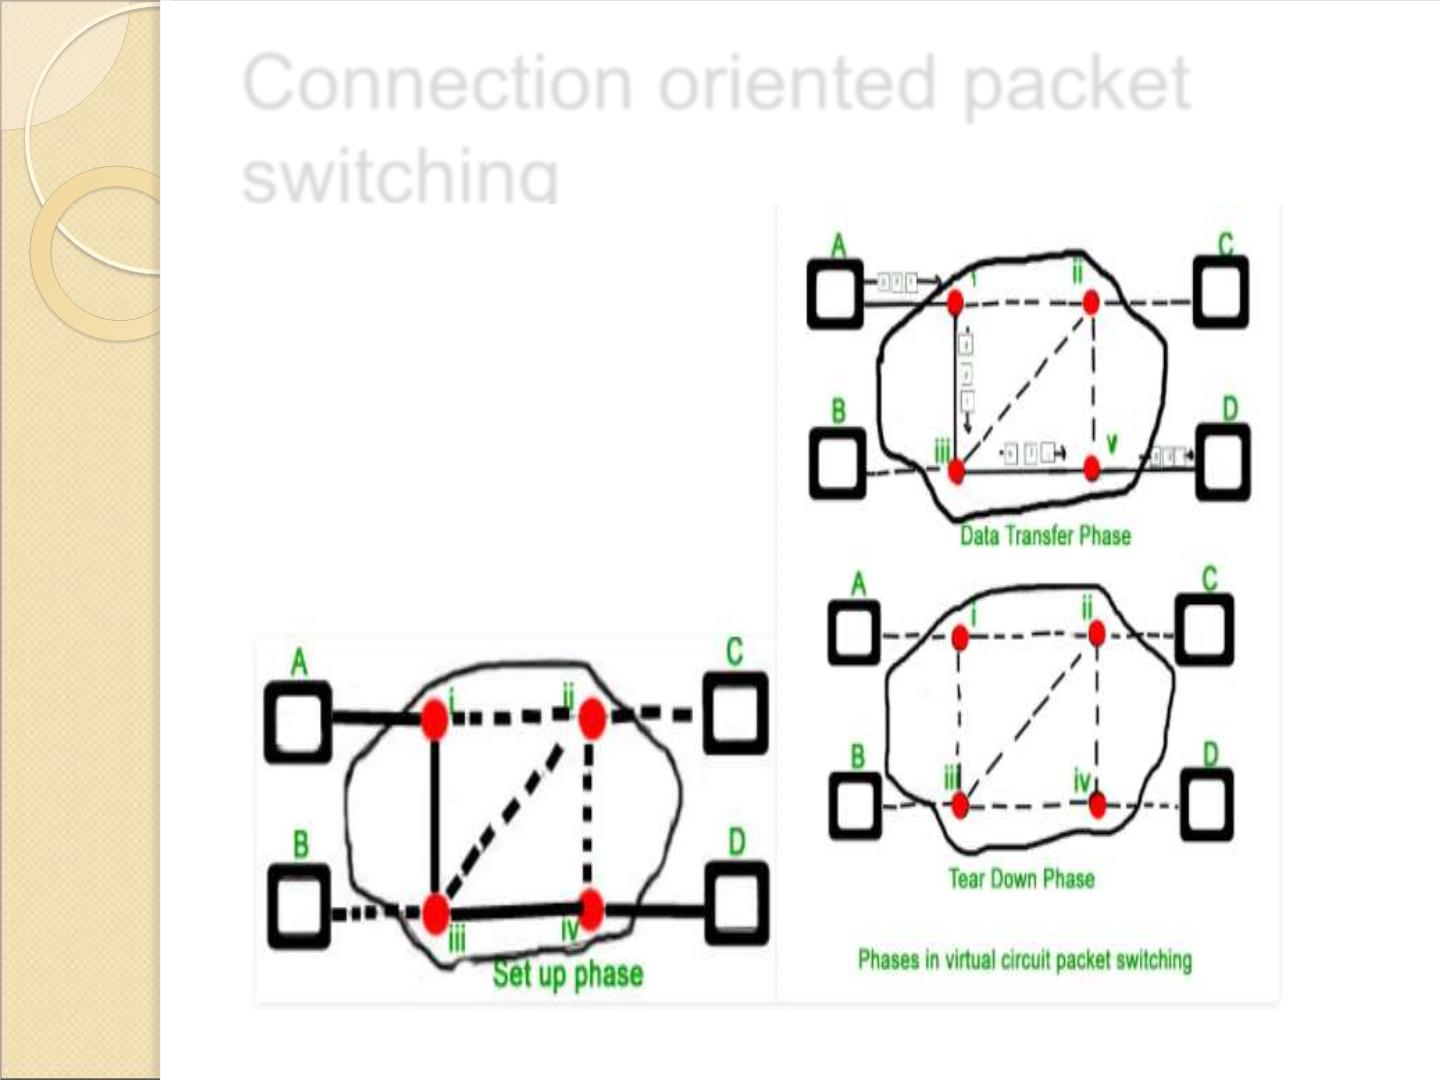 Connection oriented packet
switching
A
C
i
ii
B
D
iii
v
Data Transfer Phase
A
C
i
ii
B
D
iii
iv
Tear Down Phase
A
C
i
ii
B
D
iii
iv
Set up phase
Phases in virtual circuit packet switching